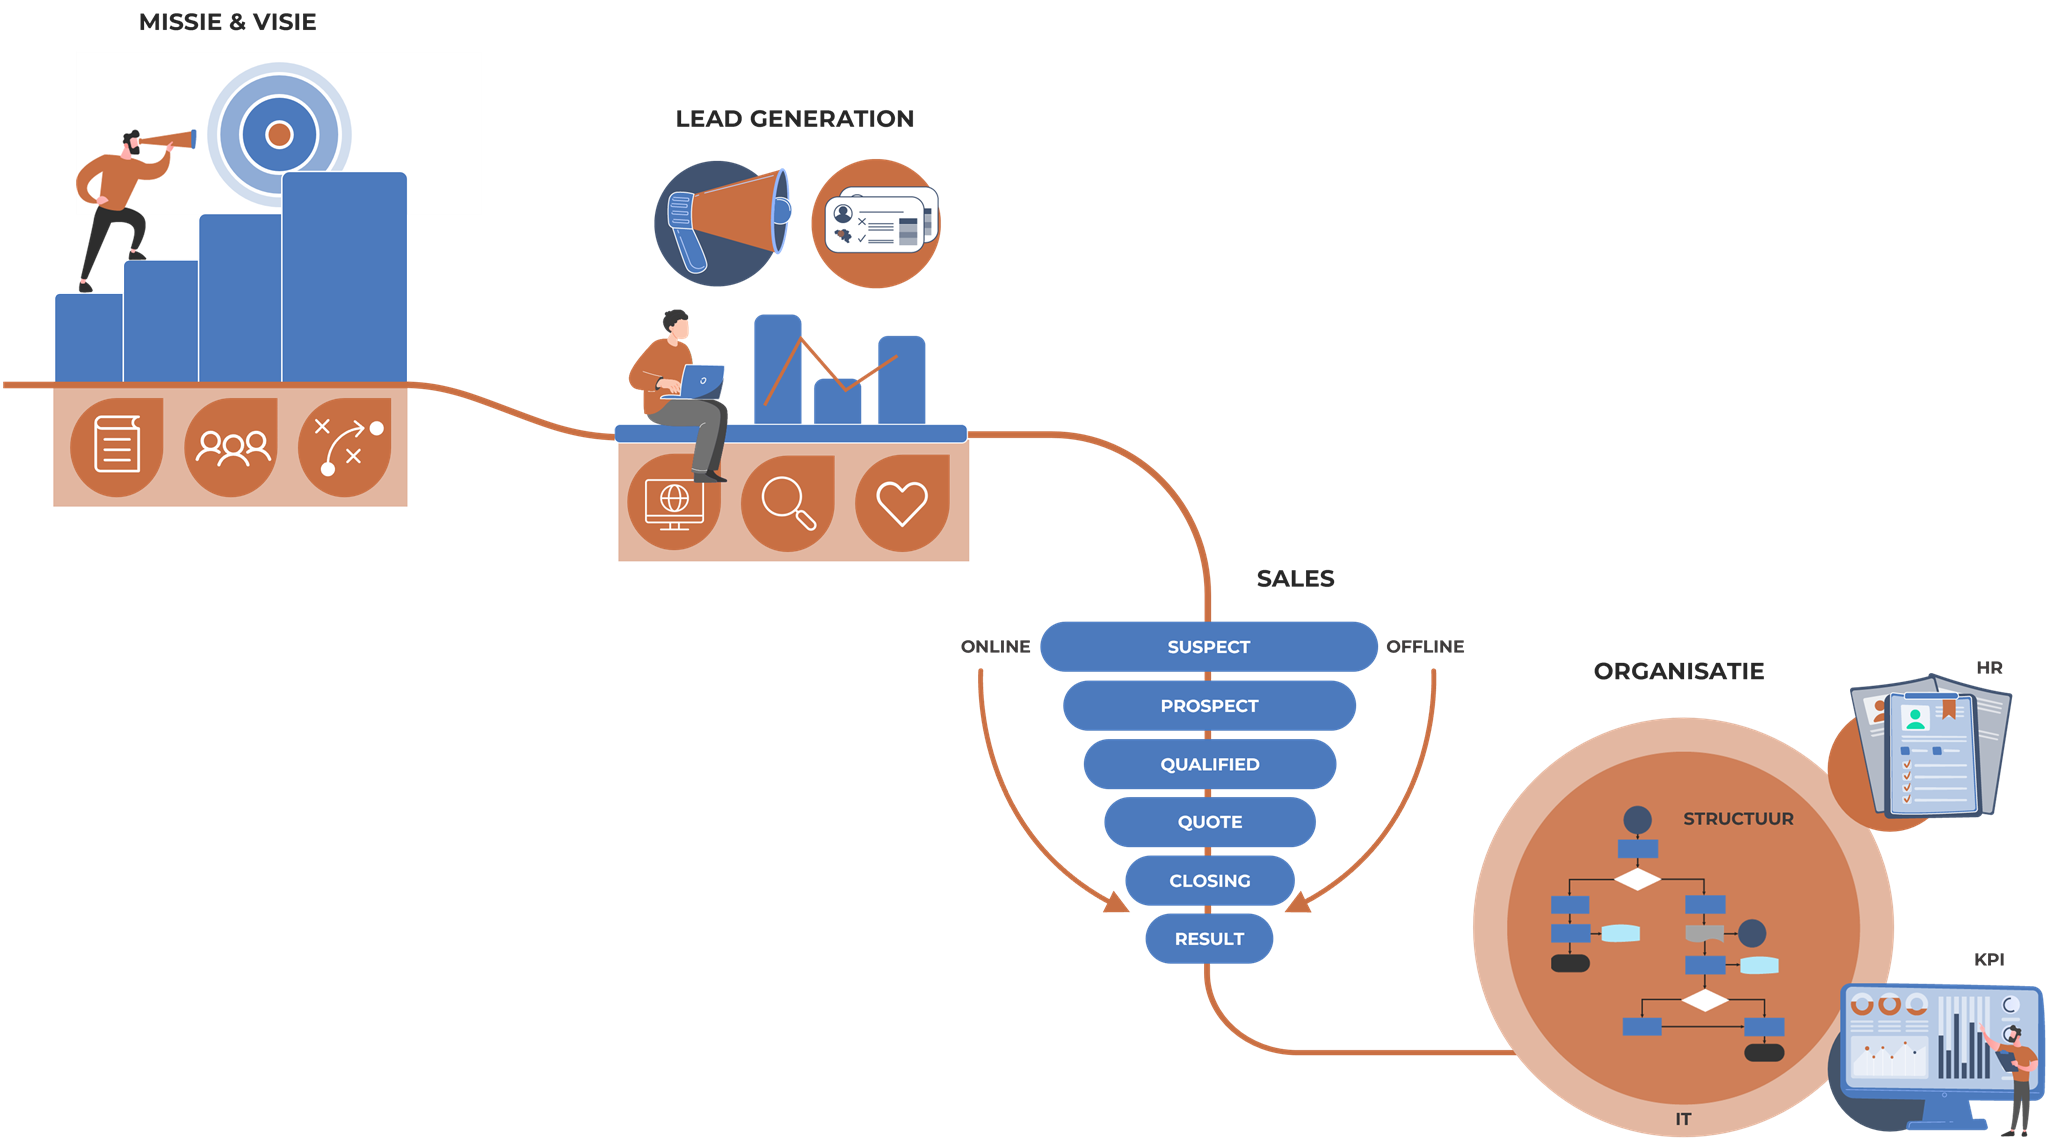 MISSIE & VISIE
LEAD GENERATION
SALES
ONLINE
SUSPECT
OFFLINE
PROSPECT
QUALIFIED
QUOTE
CLOSING
RESULT
ORGANISATIE
HR
STRUCTUUR
KPI
IT